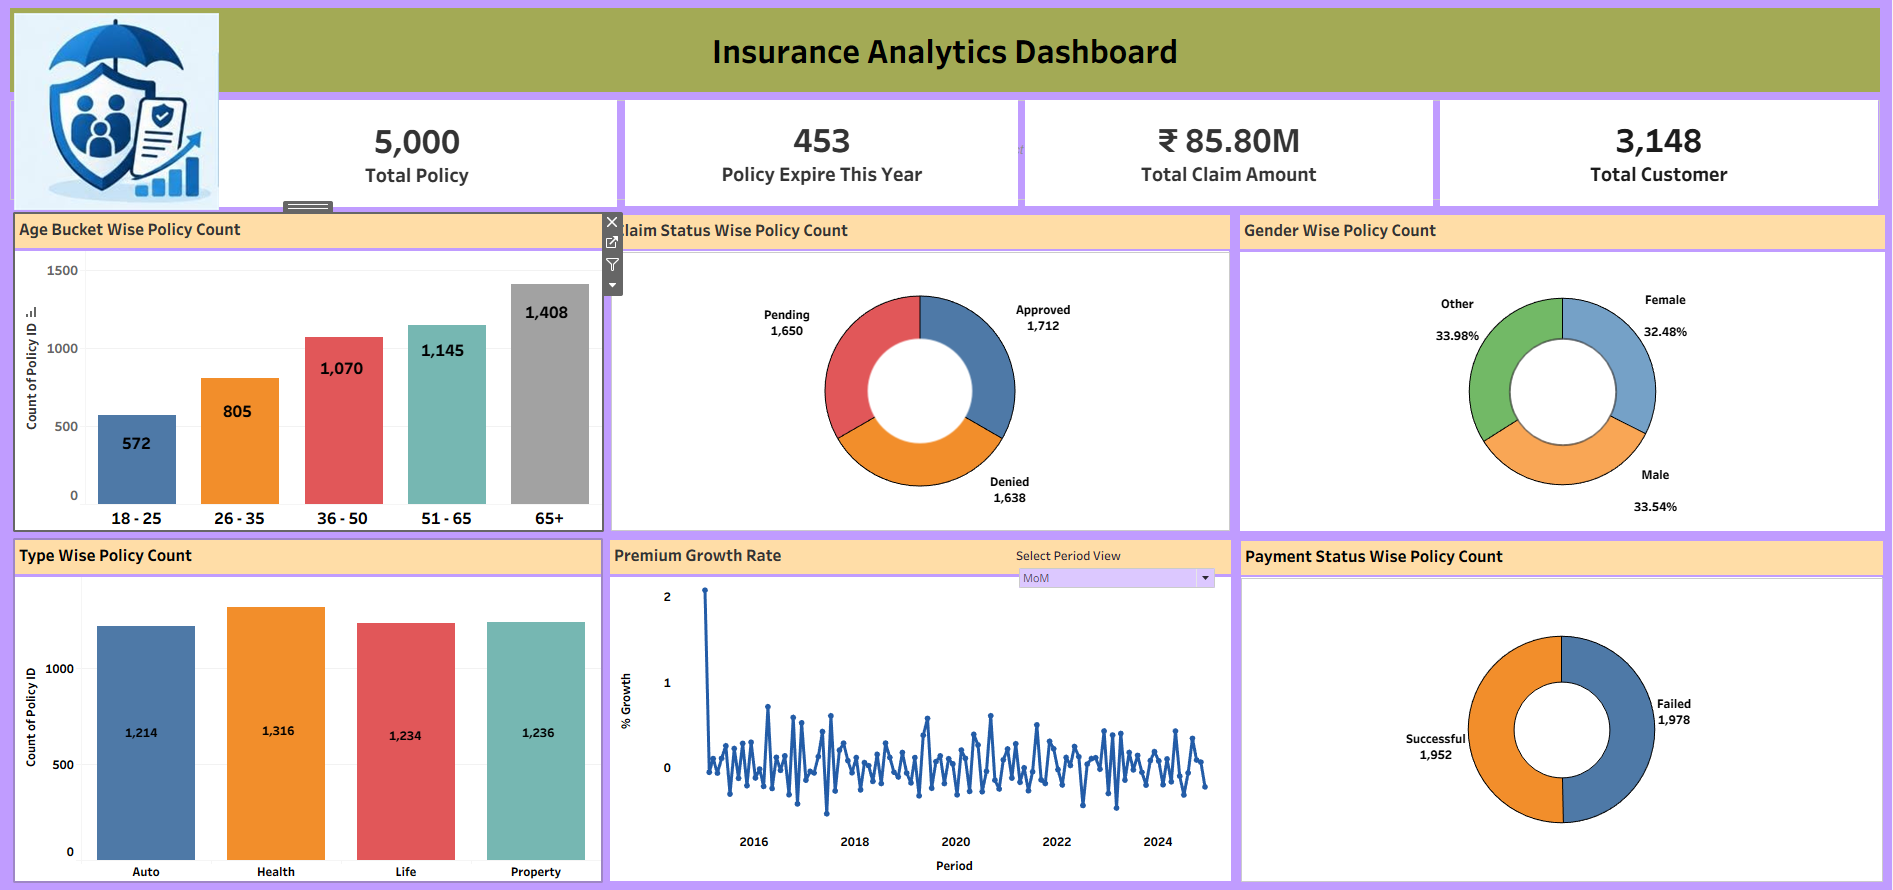 Insurance Analytics Dashboard
5,000
Total Policy
453
Policy Expire This Year
₹ 85.80M
Total Claim Amount
3,148
Total Customer
Age Bucket Wise Policy Count
1500
1000
500
0
Count of Policy ID
572
805
1,070
1,145
1,408
18 - 25
26 - 35
36 - 50
51 - 65
65+
Claim Status Wise Policy Count
Pending
1,650
Approved
1,712
Denied
1,638
Gender Wise Policy Count
Other
33.98%
Female
32.48%
Male
33.54%
Type Wise Policy Count
1000
500
0
Count of Policy ID
1,214
1,316
1,234
1,236
Auto
Health
Life
Property
Premium Growth Rate
Select Period View
MoM
2
1
0
% Growth
2016
2018
2020
2022
2024
Period
Payment Status Wise Policy Count
Failed
1,978
Successful
1,952